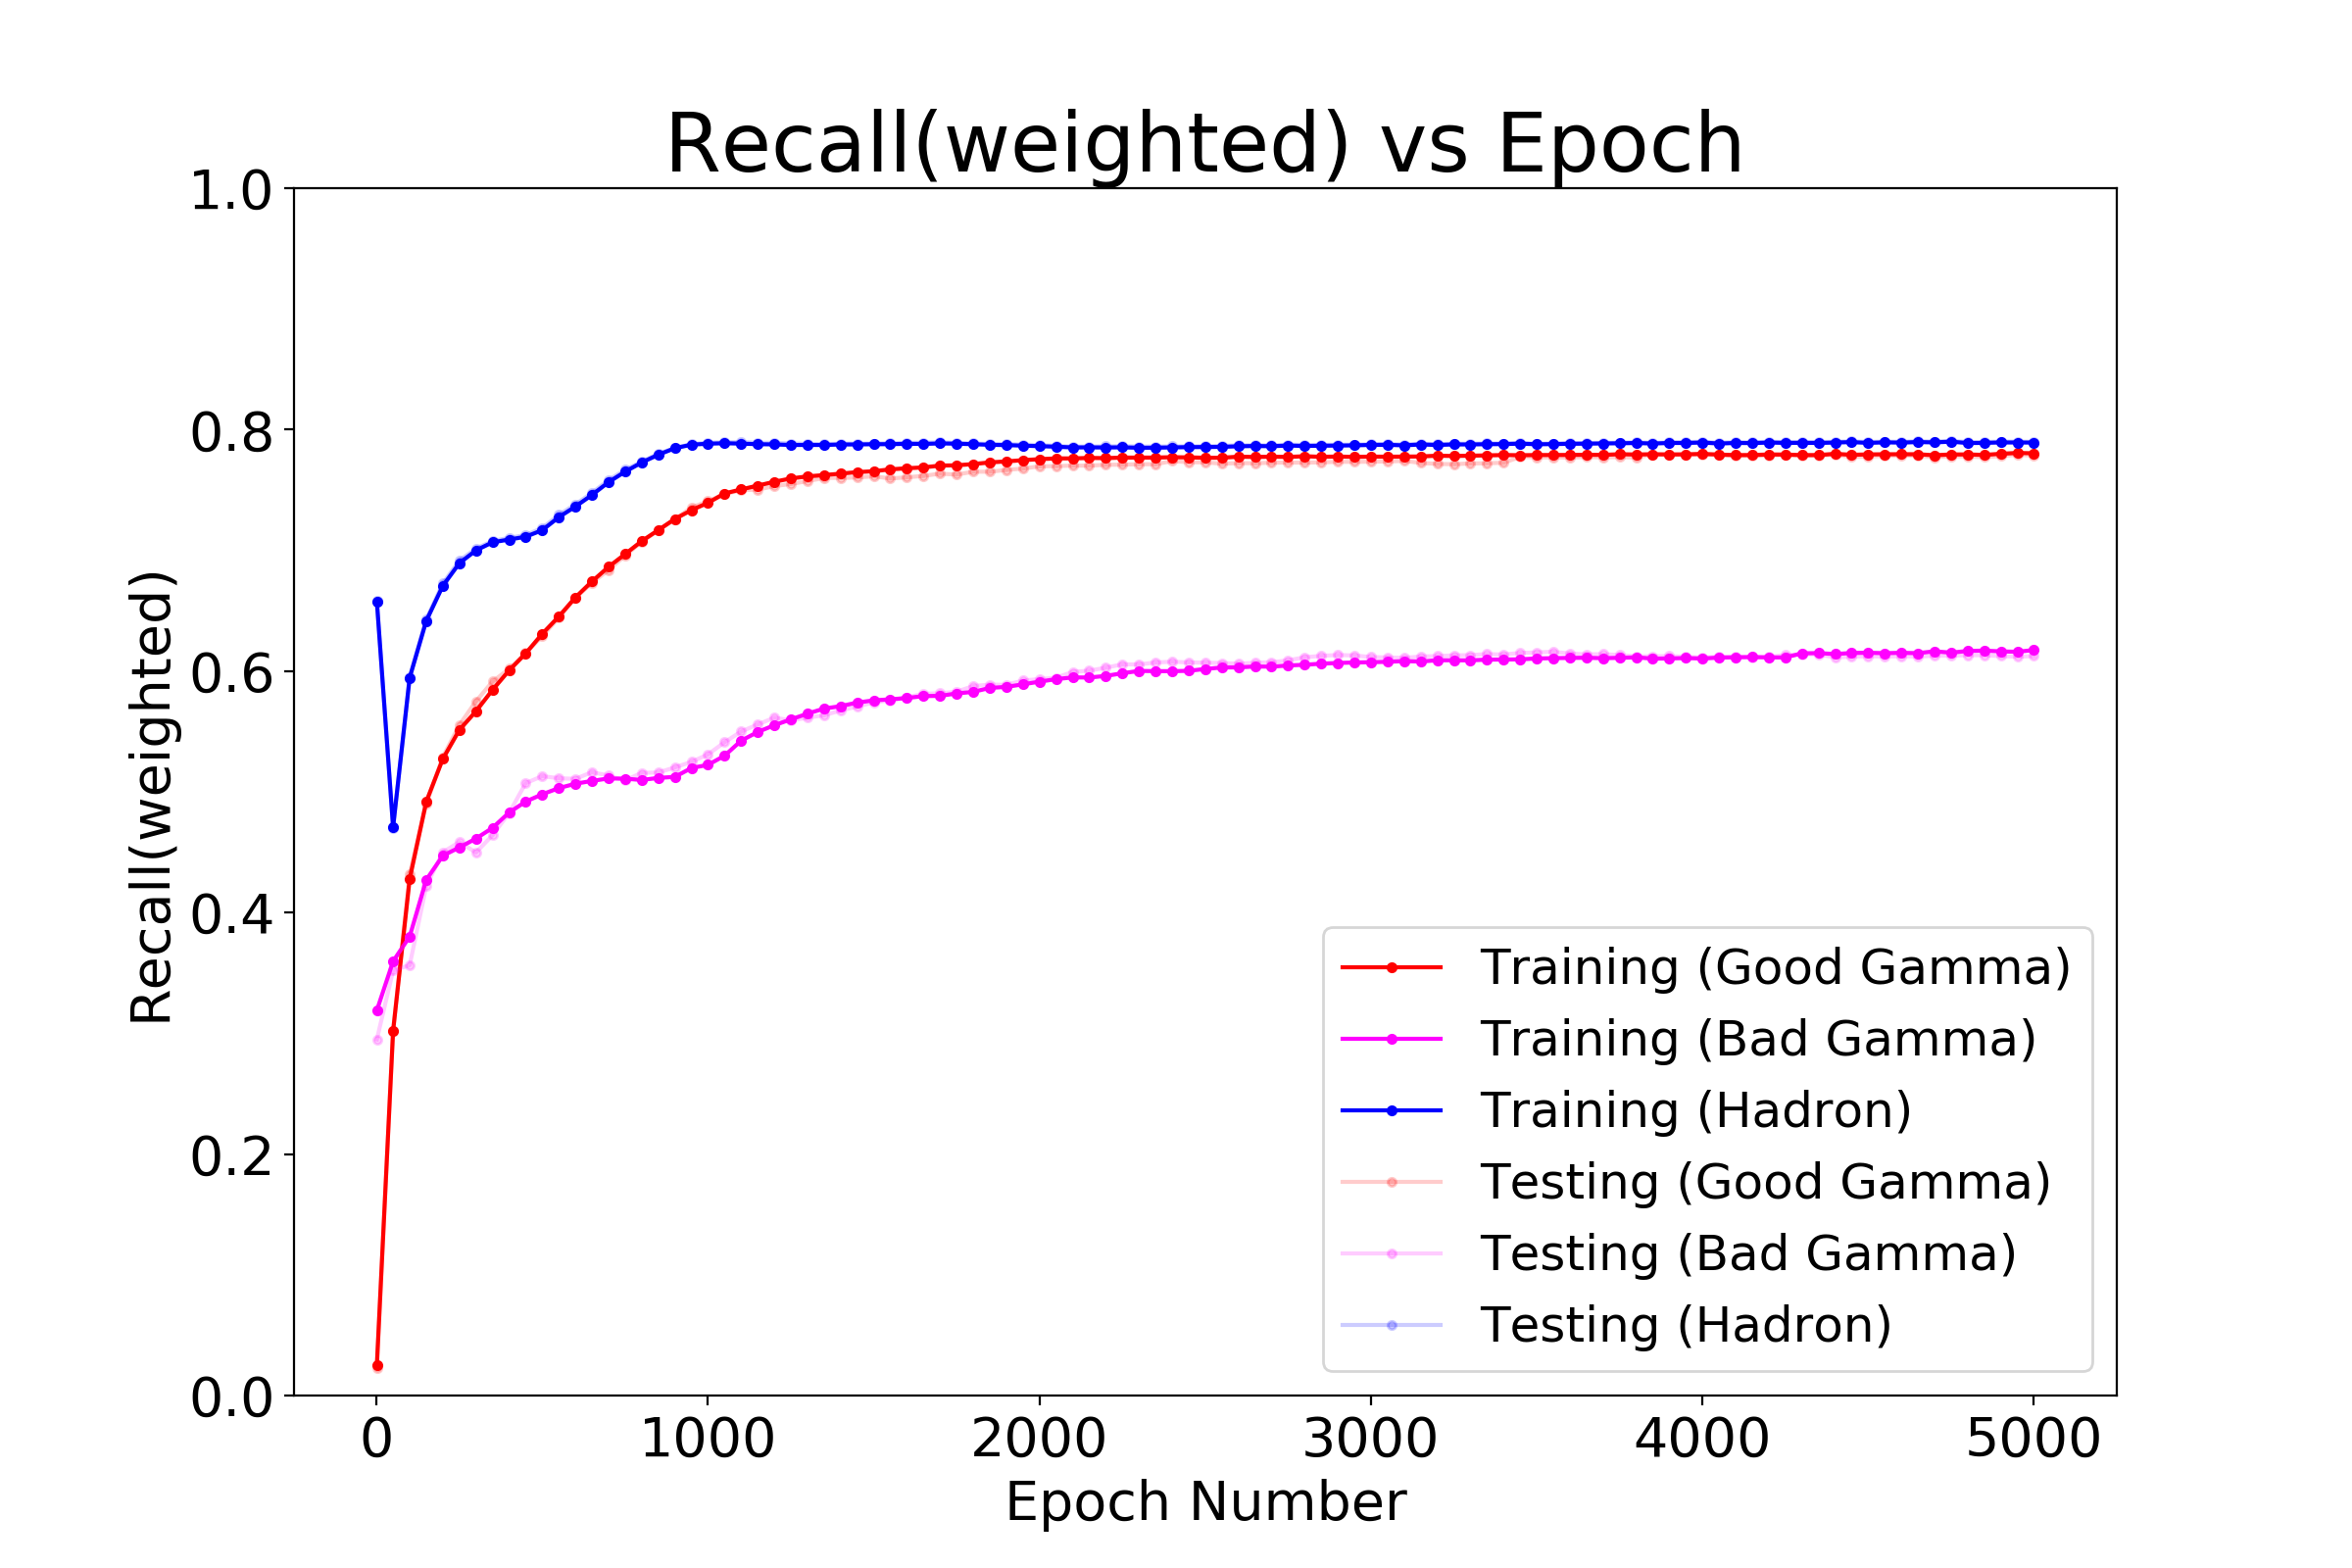 Recall(weighted) vs Epoch
1.0
0.8
0.6
0.4
0.2
0.0
Recall(weighted)
0 1000 2000 3000 4000 5000
Epoch Number
Training (Good Gamma)
Training (Bad Gamma)
Training (Hadron)
Testing (Good Gamma)
Testing (Bad Gamma)
Testing (Hadron)